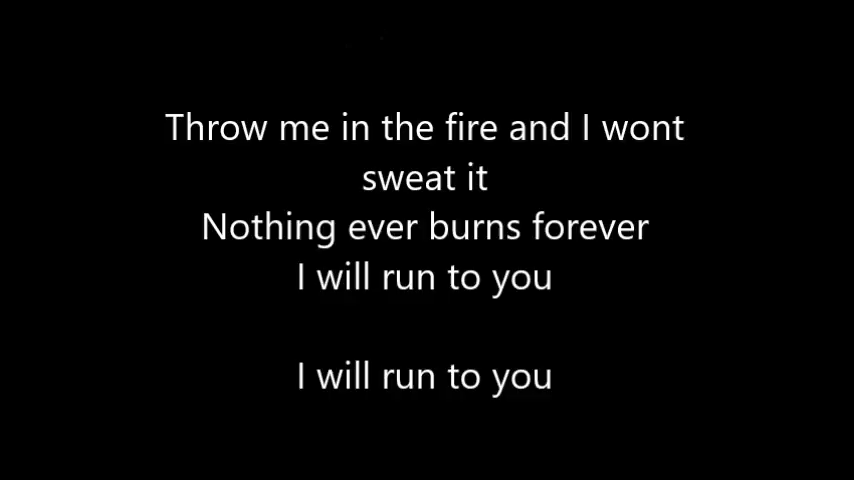 Throw me in the fire and I wont
sweat it
Nothing ever burns forever
I will run to you
I will run to you